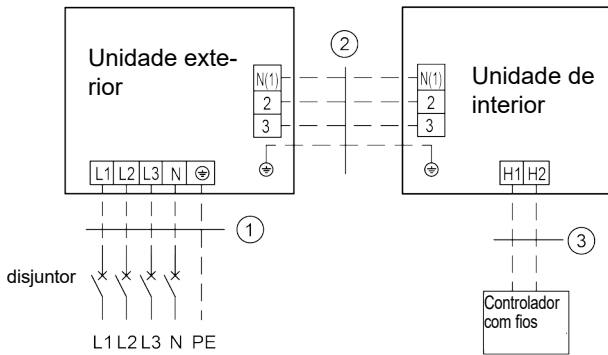 Unidade exte-
rior
N(1)
2
3
L1 L2 L3 N
1
disjuntor
L1 L2 L3 N PE
2
N(1)
2
3
Unidade de
interior
H1 H2
3
Controlador
com fios